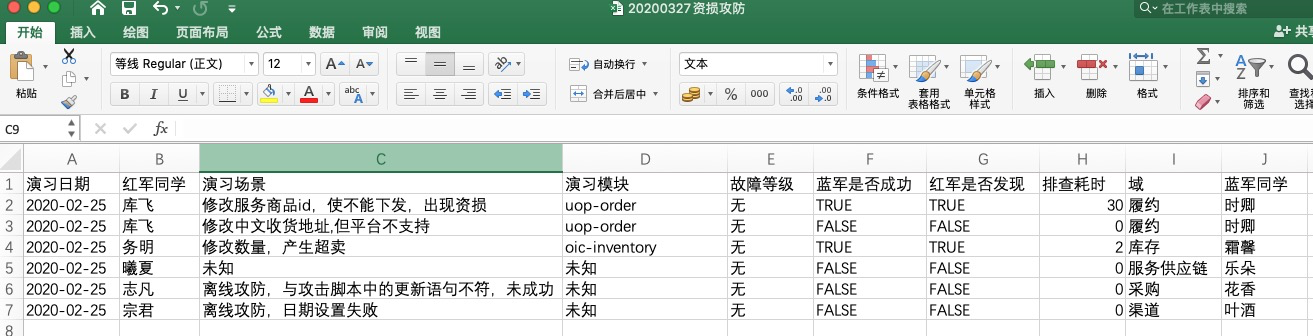 20200327资损攻防
在工作表中搜索
开始 插入 绘图 页面布局 公式 数据 审阅 视图 共享
粘贴 等线 Regular (正文) 12 A A 自动换行 文本 条件格式 套用 表格格式 单元格 样式 插入 删除 格式 排序和 筛选 查找和
B I U A abc A 合并后居中 % 000 .0 .00 .00 .0
C9 fx
A B C D E F G H I J
1 演习日期 红军同学 演习场景 演习模块 故障等级 蓝军是否成功 红军是否发现 排查耗时 域 蓝军同学
2 2020-02-25 库飞 修改服务商品id，使不能下发，出现资损 uop-order 无 TRUE TRUE 30 履约 时卿
3 2020-02-25 库飞 修改中文收货地址,但平台不支持 uop-order 无 FALSE FALSE 0 履约 时卿
4 2020-02-25 务明 修改数量，产生超卖 oic-inventory 无 TRUE TRUE 2 库存 霜馨
5 2020-02-25 曦夏 未知 未知 无 FALSE FALSE 0 服务供应链 乐朵
6 2020-02-25 志凡 离线攻防，与攻击脚本中的更新语句不符，未成功 未知 无 FALSE FALSE 0 采购 花香
7 2020-02-25 宗君 离线攻防，日期设置失败 未知 无 FALSE FALSE 0 渠道 叶酒
8